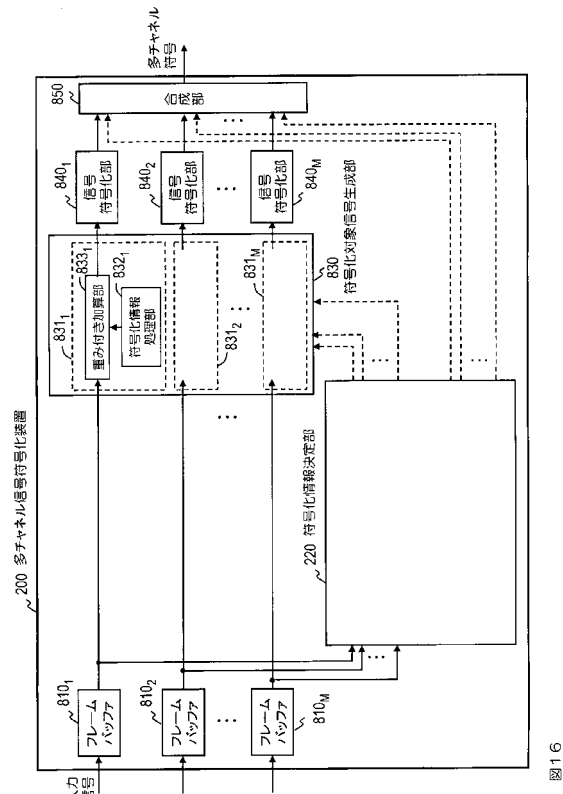 200 多チャネル信号符号化装置
入力
信号
810₁
フレーム
バッファ
810₂
フレーム
バッファ
810M
フレーム
バッファ
220 符号化情報決定部
831₁
833₁
重み付き加算部
832₁
符号化情報
処理部
831₂
831M
830
符号化対象信号生成部
840₁
信号
符号化部
840₂
信号
符号化部
840M
信号
符号化部
850
合成部
多チャネル
符号
図16